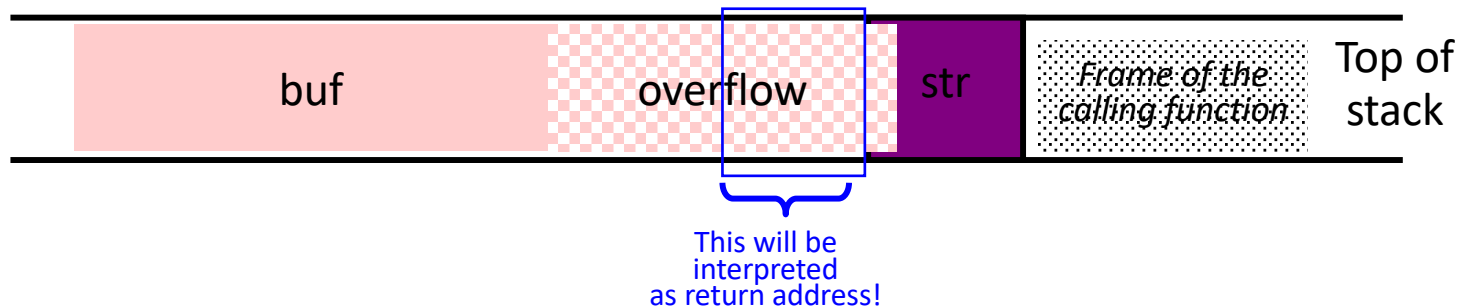 buf
overflow
str
Frame of the
calling function
Top of
stack
This will be
interpreted
as return address!